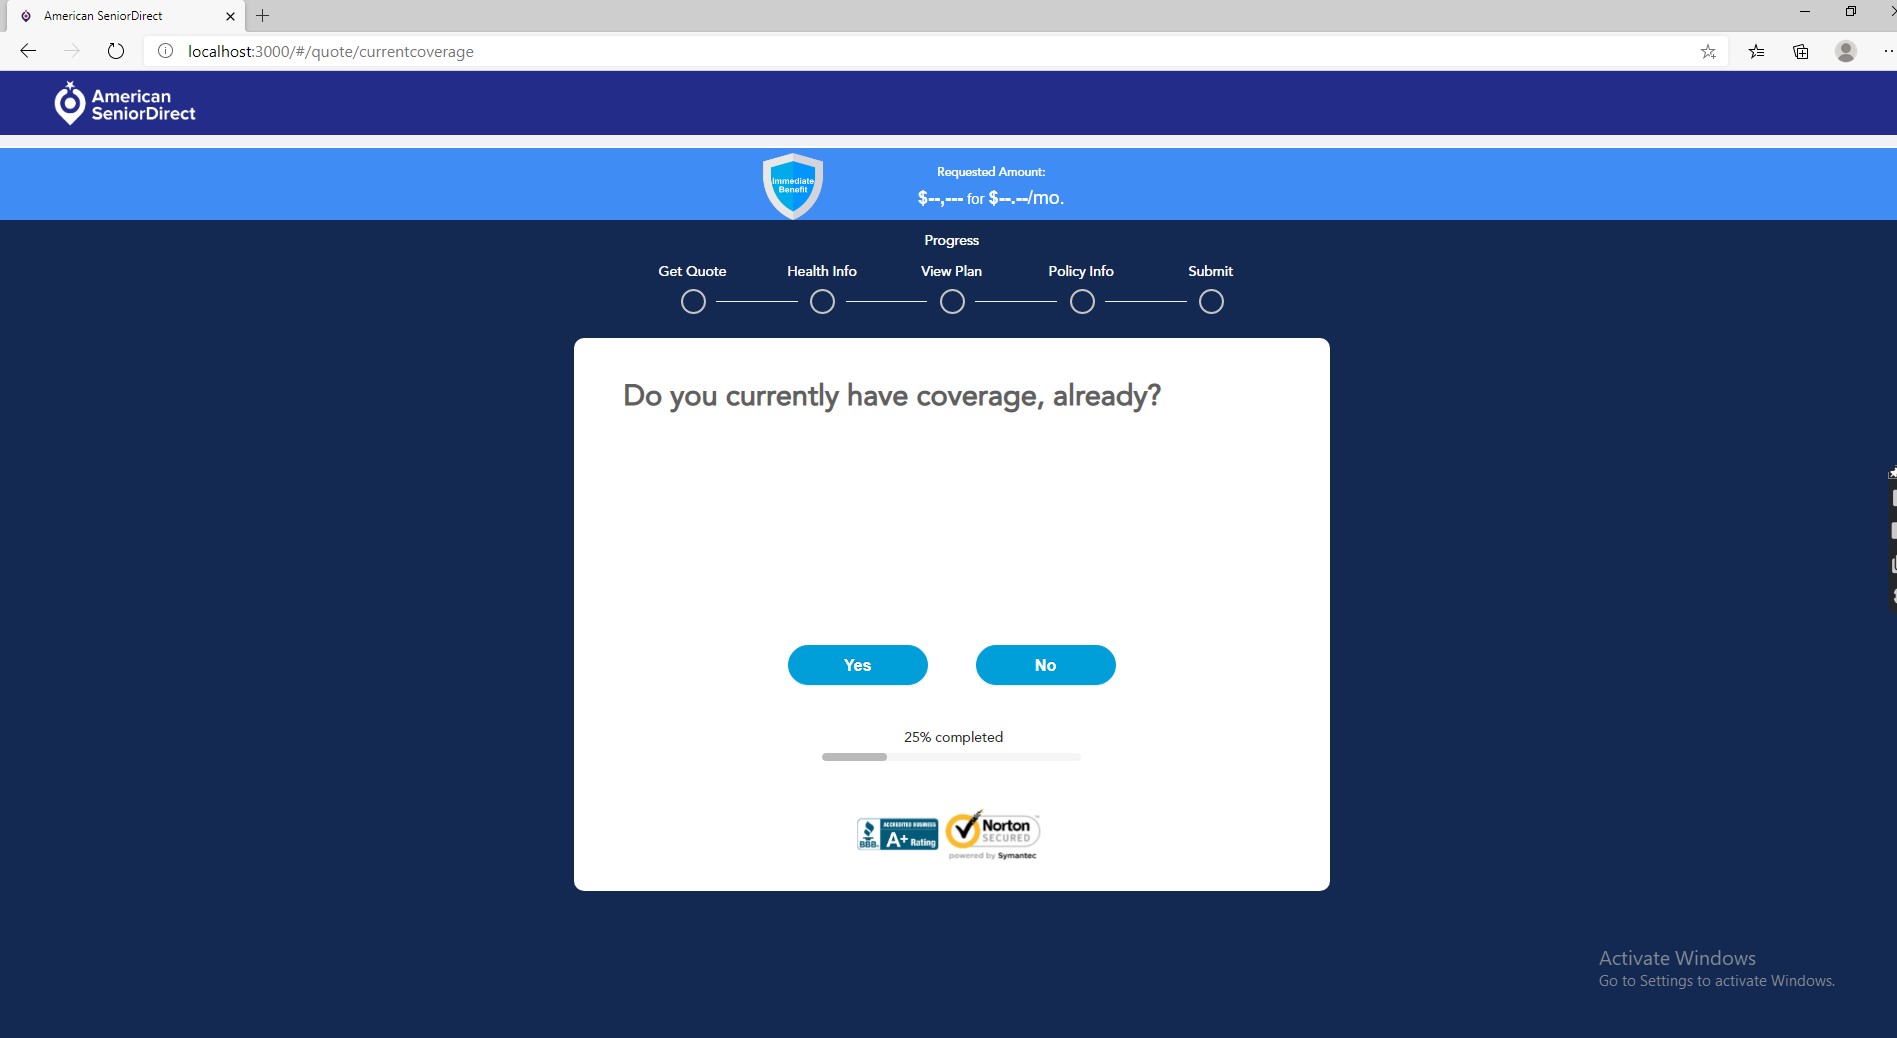 American SeniorDirect
localhost:3000/#/quote/currentcoverage
American
SeniorDirect
Immediate
Benefit
Requested Amount:
$--,--- for $--.--/mo.
Progress
Get Quote Health Info View Plan Policy Info Submit
Do you currently have coverage, already?
Yes No
25% completed
BBB. ACCREDITED BUSINESS
A+ Rating
Norton
SECURED
powered by Symantec
Activate Windows
Go to Settings to activate Windows.